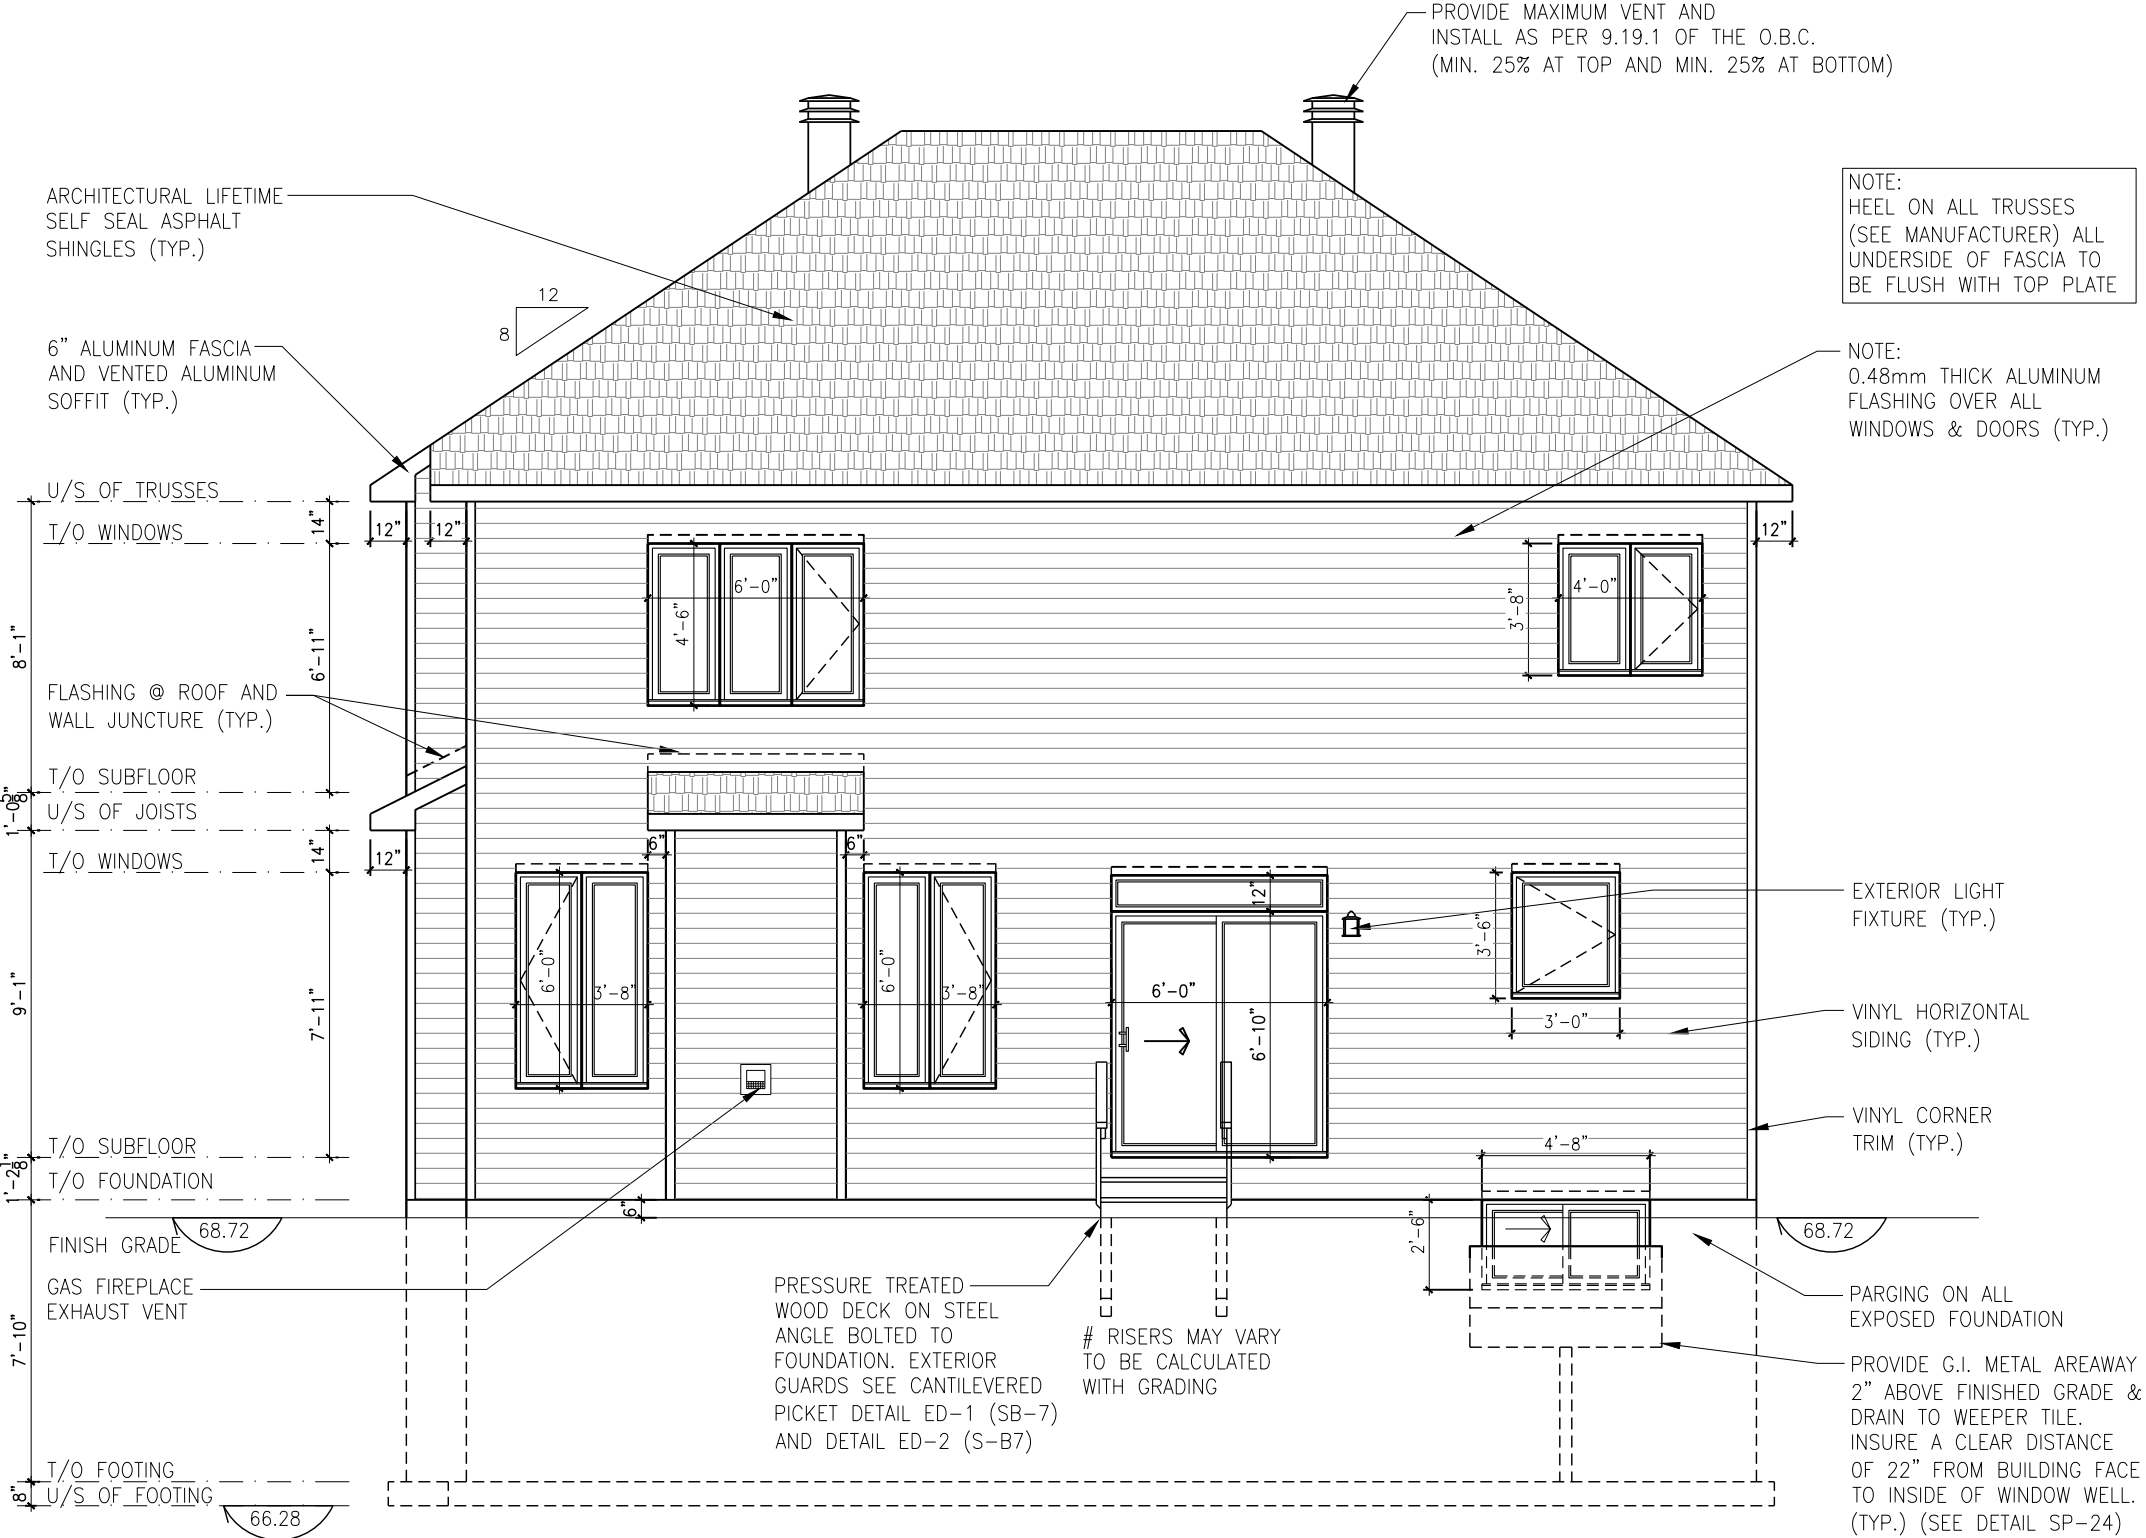 PROVIDE MAXIMUM VENT AND
INSTALL AS PER 9.19.1 OF THE O.B.C.
(MIN. 25% AT TOP AND MIN. 25% AT BOTTOM)
ARCHITECTURAL LIFETIME
SELF SEAL ASPHALT
SHINGLES (TYP.)
NOTE:
HEEL ON ALL TRUSSES
(SEE MANUFACTURER) ALL
UNDERSIDE OF FASCIA TO
BE FLUSH WITH TOP PLATE
12
8
6" ALUMINUM FASCIA
AND VENTED ALUMINUM
SOFFIT (TYP.)
NOTE:
0.48mm THICK ALUMINUM
FLASHING OVER ALL
WINDOWS & DOORS (TYP.)
U/S OF TRUSSES
T/O WINDOWS
14"
12"
12"
12"
6'-0"
4'-6"
4'-0"
3'-8"
8'-1"
6'-11"
FLASHING @ ROOF AND
WALL JUNCTURE (TYP.)
T/O SUBFLOOR
1'-0 5/8"
U/S OF JOISTS
T/O WINDOWS
14"
12"
6"
6"
12"
EXTERIOR LIGHT
FIXTURE (TYP.)
6'-0"
3'-8"
6'-0"
3'-8"
6'-0"
6'-10"
3'-6"
3'-0"
9'-1"
7'-11"
VINYL HORIZONTAL
SIDING (TYP.)
VINYL CORNER
TRIM (TYP.)
T/O SUBFLOOR
1'-2 1/8"
T/O FOUNDATION
4'-8"
6"
2'-6"
68.72
68.72
FINISH GRADE
GAS FIREPLACE
EXHAUST VENT
PRESSURE TREATED
WOOD DECK ON STEEL
ANGLE BOLTED TO
FOUNDATION. EXTERIOR
GUARDS SEE CANTILEVERED
PICKET DETAIL ED-1 (SB-7)
AND DETAIL ED-2 (S-B7)
# RISERS MAY VARY
TO BE CALCULATED
WITH GRADING
PARGING ON ALL
EXPOSED FOUNDATION
PROVIDE G.I. METAL AREAWAY
2" ABOVE FINISHED GRADE &
DRAIN TO WEEPER TILE.
INSURE A CLEAR DISTANCE
OF 22" FROM BUILDING FACE
TO INSIDE OF WINDOW WELL.
(TYP.) (SEE DETAIL SP-24)
7'-10"
T/O FOOTING
8"
U/S OF FOOTING
66.28